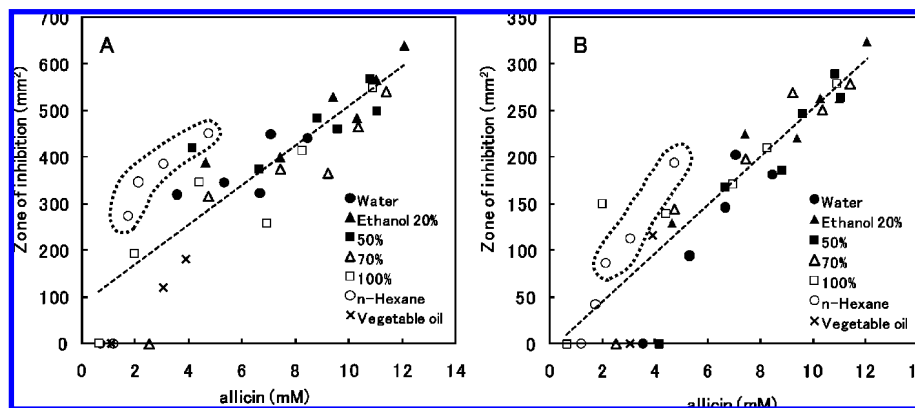 A
Zone of inhibition (mm²)
700
600
500
400
300
200
100
0
0 2 4 6 8 10 12 14
allicin (mM)
Water
Ethanol 20%
50%
70%
100%
n-Hexane
Vegetable oil
B
Zone of inhibition (mm²)
350
300
250
200
150
100
50
0
0 2 4 6 8 10 12
allicin (mM)
Water
Ethanol 20%
50%
70%
100%
n-Hexane
Vegetable oil